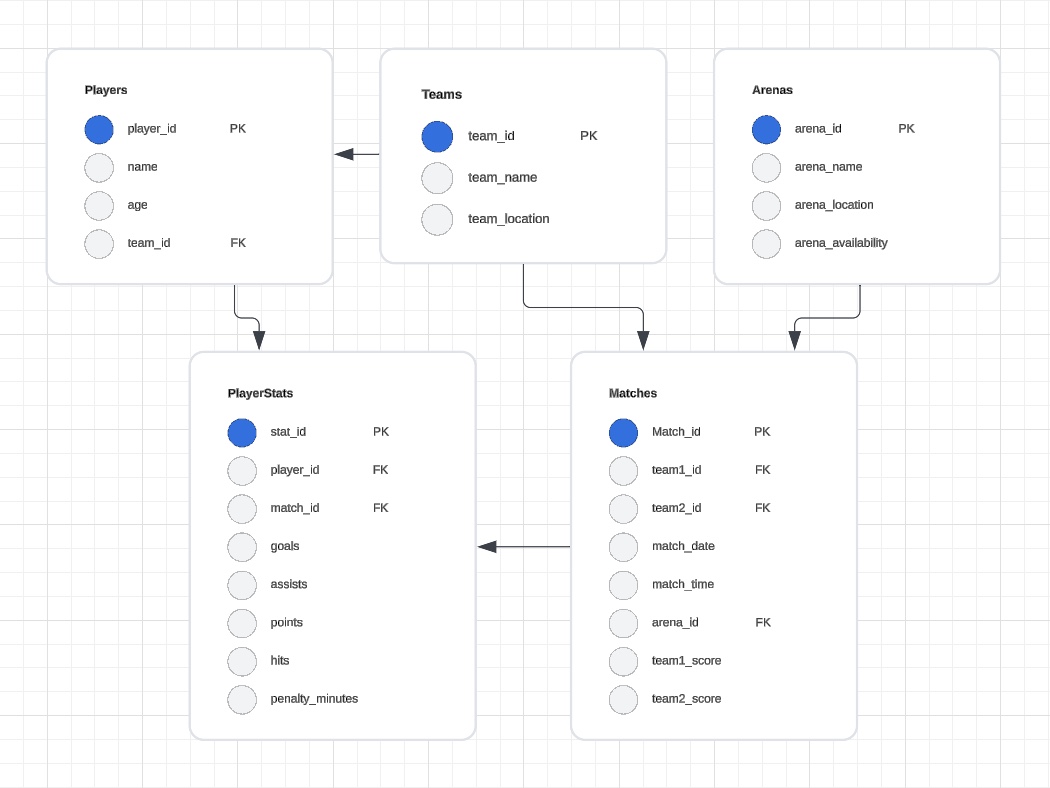 Players
player_id PK
name
age
team_id FK
Teams
team_id PK
team_name
team_location
Arenas
arena_id PK
arena_name
arena_location
arena_availability
PlayerStats
stat_id PK
player_id FK
match_id FK
goals
assists
points
hits
penalty_minutes
Matches
Match_id PK
team1_id FK
team2_id FK
match_date
match_time
arena_id FK
team1_score
team2_score